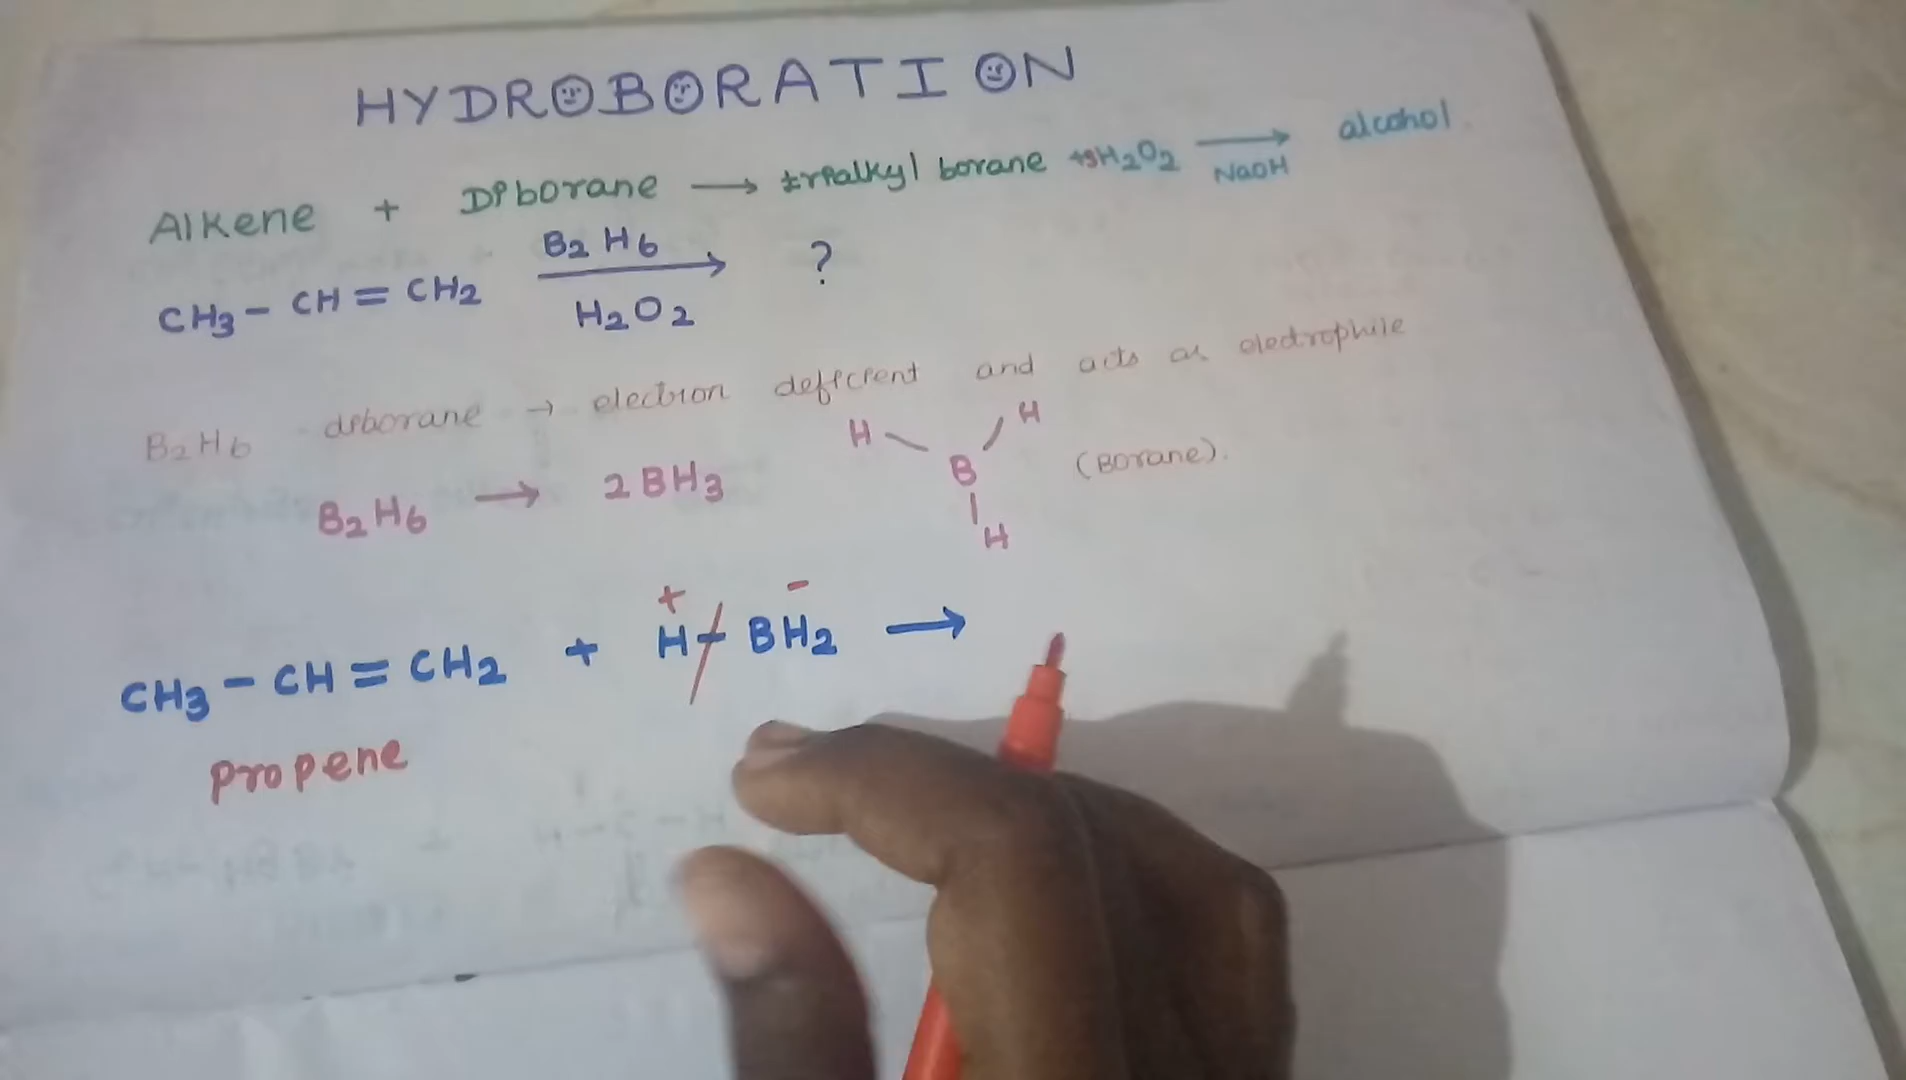 HYDROBORATION
Alkene + Diborane → trialkyl borane + 3H2O2 → NaOH alcohol.
CH3 - CH = CH2 B2H6 → H2O2 ?
B2H6 diborane → electron deficient and acts as electrophile
B2H6 → 2BH3 H B H H (Borane).
CH3 - CH = CH2 + H + - BH2 - →
propene